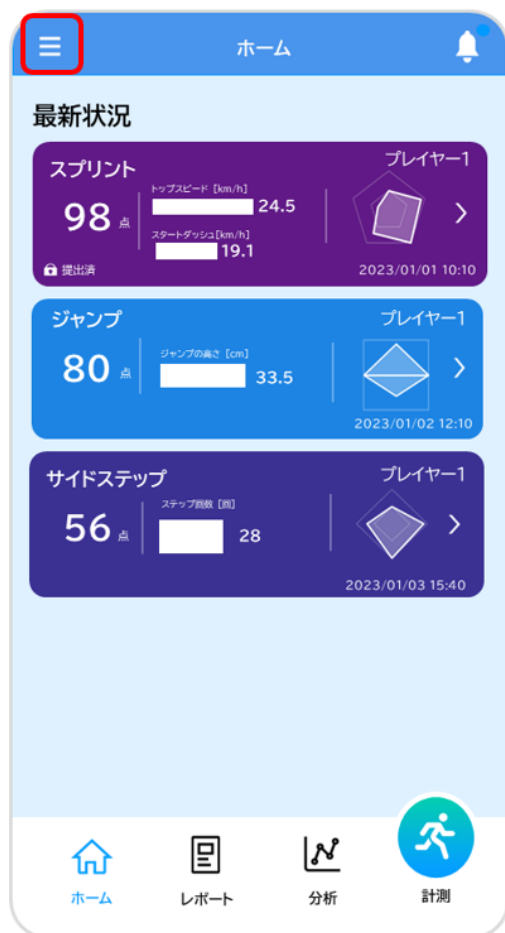 ホーム
最新状況
スプリント
プレイヤー1
98 点
トップスピード [km/h]
24.5
スタートダッシュ[km/h]
19.1
提出済
2023/01/01 10:10
ジャンプ
プレイヤー1
80 点
ジャンプの高さ [cm]
33.5
2023/01/02 12:10
サイドステップ
プレイヤー1
56 点
ステップ回数 [回]
28
2023/01/03 15:40
ホーム
レポート
分析
計測